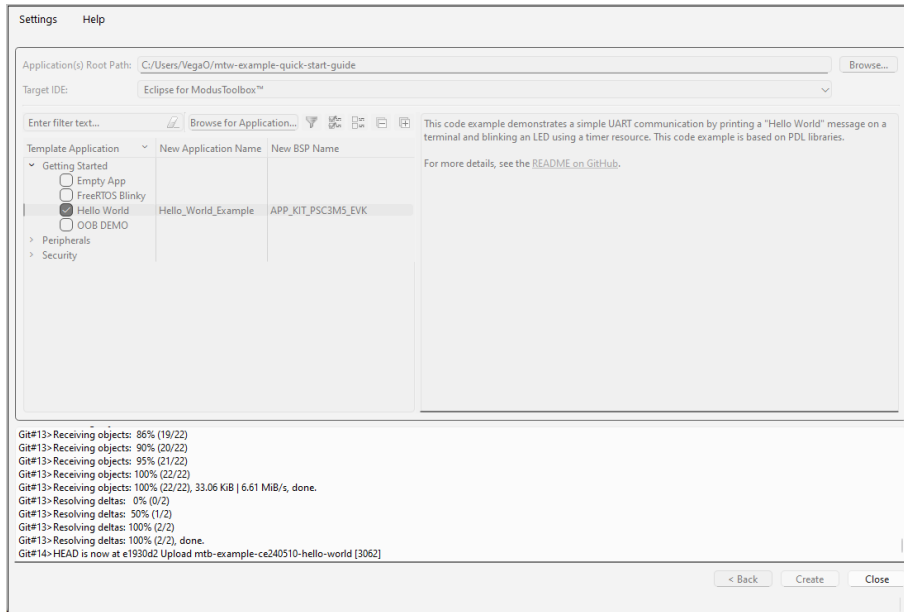 Settings Help
Application(s) Root Path: C:/Users/VegaO/mtw-example-quick-start-guide Browse...
Target IDE: Eclipse for ModusToolbox™
Enter filter text... Browse for Application...
Template Application New Application Name New BSP Name
Getting Started
Empty App
FreeRTOS Blinky
Hello World Hello_World_Example APP_KIT_PSC3M5_EVK
OOB DEMO
Peripherals
Security
This code example demonstrates a simple UART communication by printing a "Hello World" message on a
terminal and blinking an LED using a timer resource. This code example is based on PDL libraries.
For more details, see the README on GitHub.
Git#13>Receiving objects: 86% (19/22)
Git#13>Receiving objects: 90% (20/22)
Git#13>Receiving objects: 95% (21/22)
Git#13>Receiving objects: 100% (22/22)
Git#13>Receiving objects: 100% (22/22), 33.06 KiB | 6.61 MiB/s, done.
Git#13>Resolving deltas: 0% (0/2)
Git#13>Resolving deltas: 50% (1/2)
Git#13>Resolving deltas: 100% (2/2)
Git#13>Resolving deltas: 100% (2/2), done.
Git#14>HEAD is now at e1930d2 Upload mtb-example-ce240510-hello-world [3062]
< Back Create Close